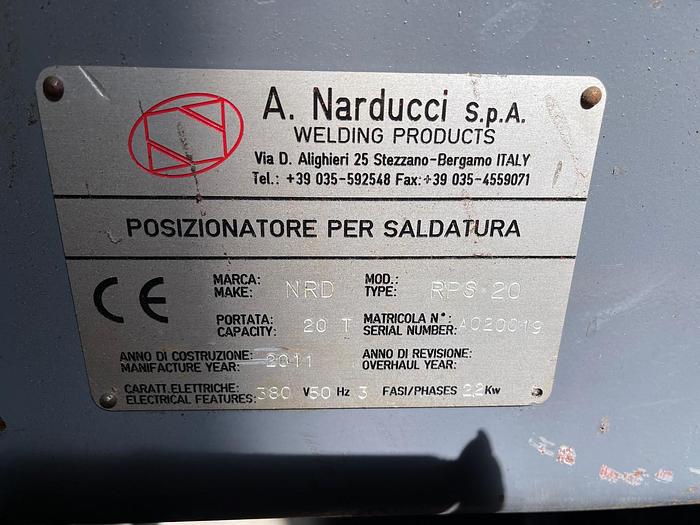 A. Narducci S.p.A.
WELDING PRODUCTS
Via D. Alighieri 25 Stezzano-Bergamo ITALY
Tel.: +39 035-592548 Fax:+39 035-4559071
POSIZIONATORE PER SALDATURA
CE
MARCA: MAKE: NRD MOD.: TYPE: RPS 20
PORTATA: CAPACITY: 20 T MATRICOLA N°: SERIAL NUMBER: A020019
ANNO DI COSTRUZIONE: MANIFACTURE YEAR: 2011 ANNO DI REVISIONE: OVERHAUL YEAR:
CARATT.ELETTRICHE: ELECTRICAL FEATURES: 380 V 50 Hz 3 FASI/PHASES 2,2 Kw